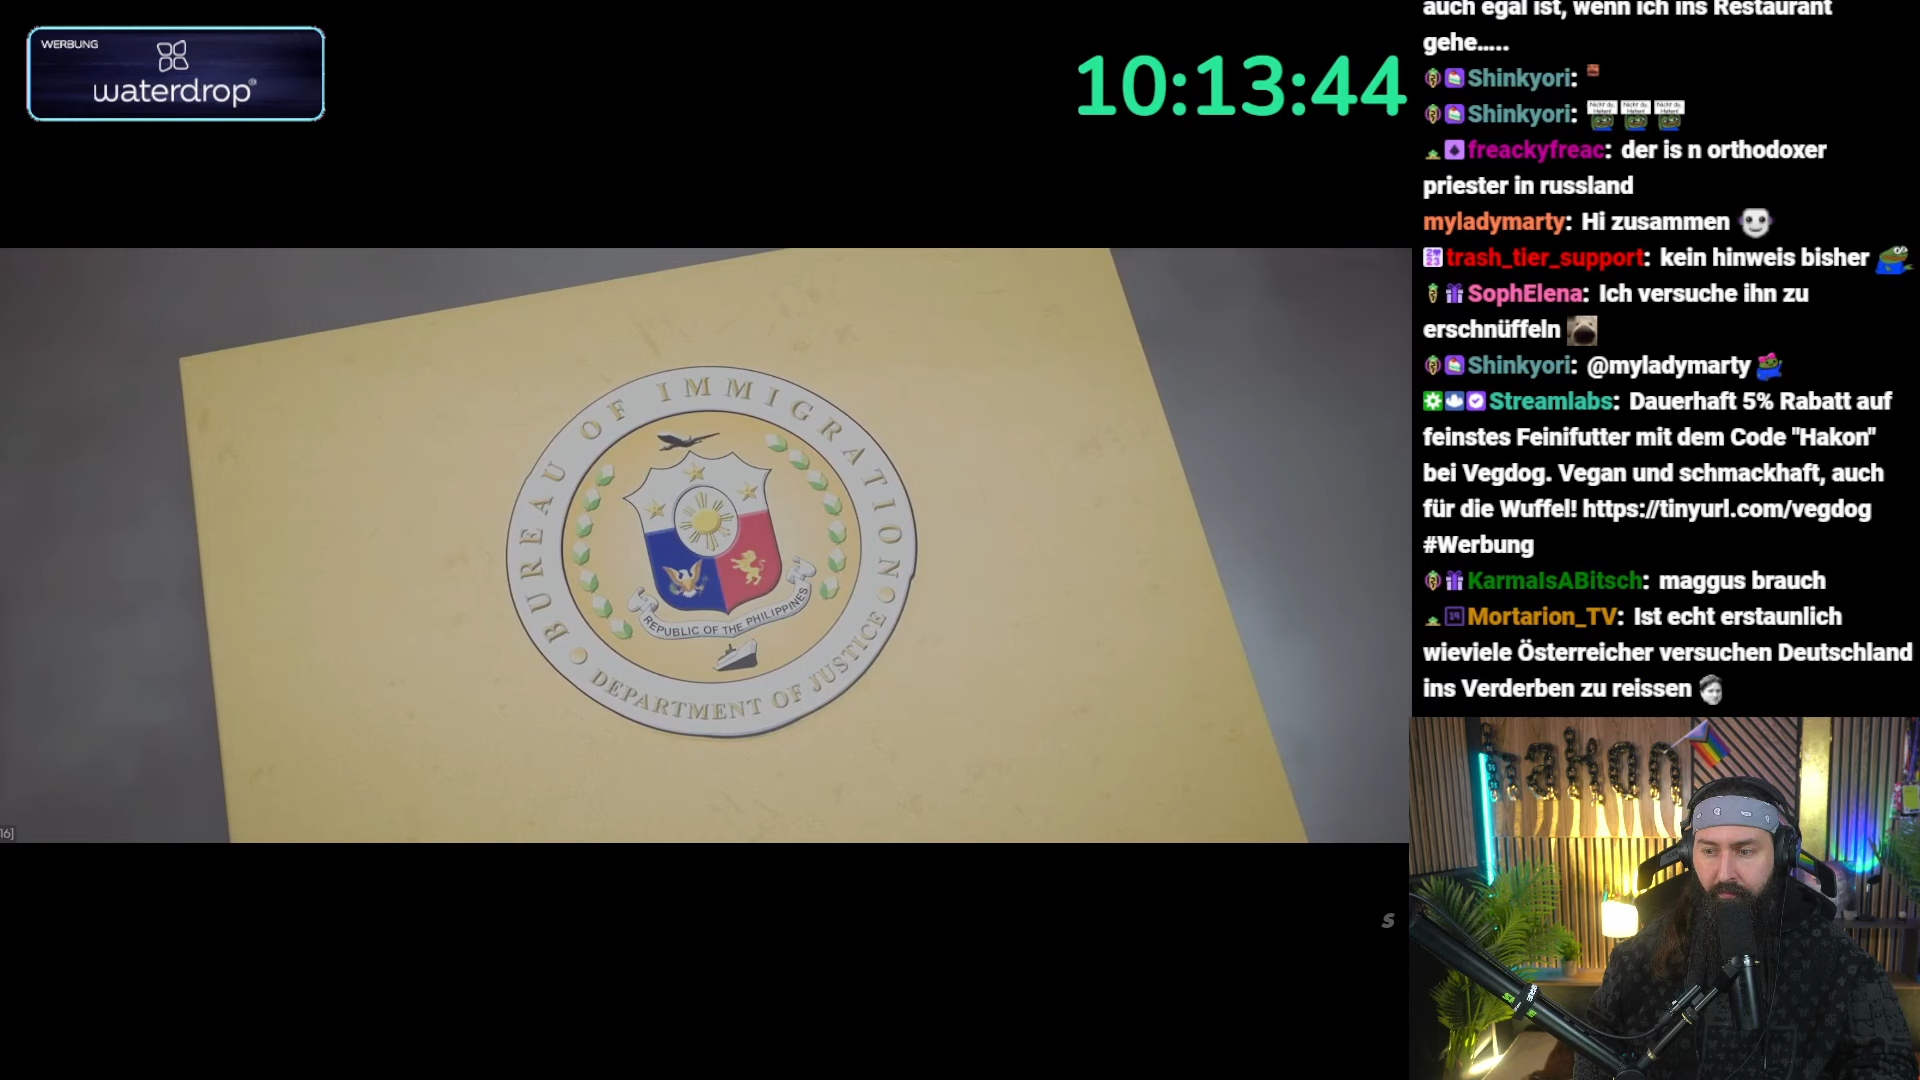 WERBUNG
waterdrop®
10:13:44
BUREAU OF IMMIGRATION
REPUBLIC OF THE PHILIPPINES
DEPARTMENT OF JUSTICE
16]
S
auch egal ist, wenn ich ins Restaurant
gehe.....
Shinkyori:
Shinkyori:
freackyfreac: der is n orthodoxer
priester in russland
myladymarty: Hi zusammen
trash_tier_support: kein hinweis bisher
SophElena: Ich versuche ihn zu
erschnüffeln
Shinkyori: @myladymarty
Streamlabs: Dauerhaft 5% Rabatt auf
feinstes Feinifutter mit dem Code "Hakon"
bei Vegdog. Vegan und schmackhaft, auch
für die Wuffel! https://tinyurl.com/vegdog
#Werbung
KarmaIsABitsch: maggus brauch
Mortarion_TV: Ist echt erstaunlich
wieviele Österreicher versuchen Deutschland
ins Verderben zu reissen
hakon